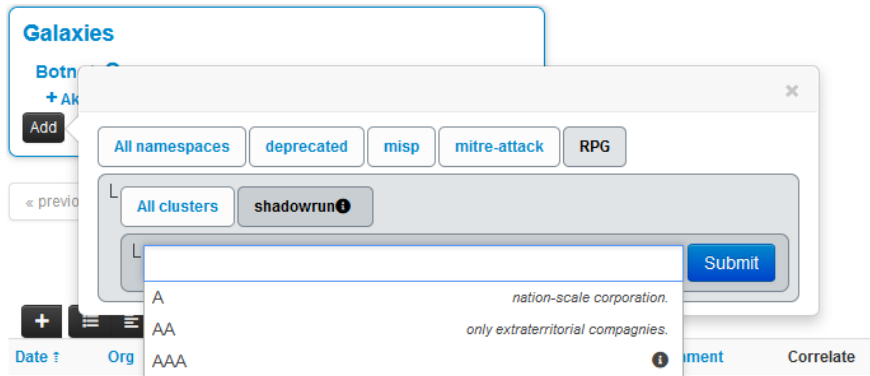 Galaxies
Botn
+ Ak
Add
×
All namespaces
deprecated
misp
mitre-attack
RPG
« previo
All clusters
shadowrun
Submit
A
nation-scale corporation.
AA
only extraterritorial compagnies.
AAA
Date
Org
mment
Correlate